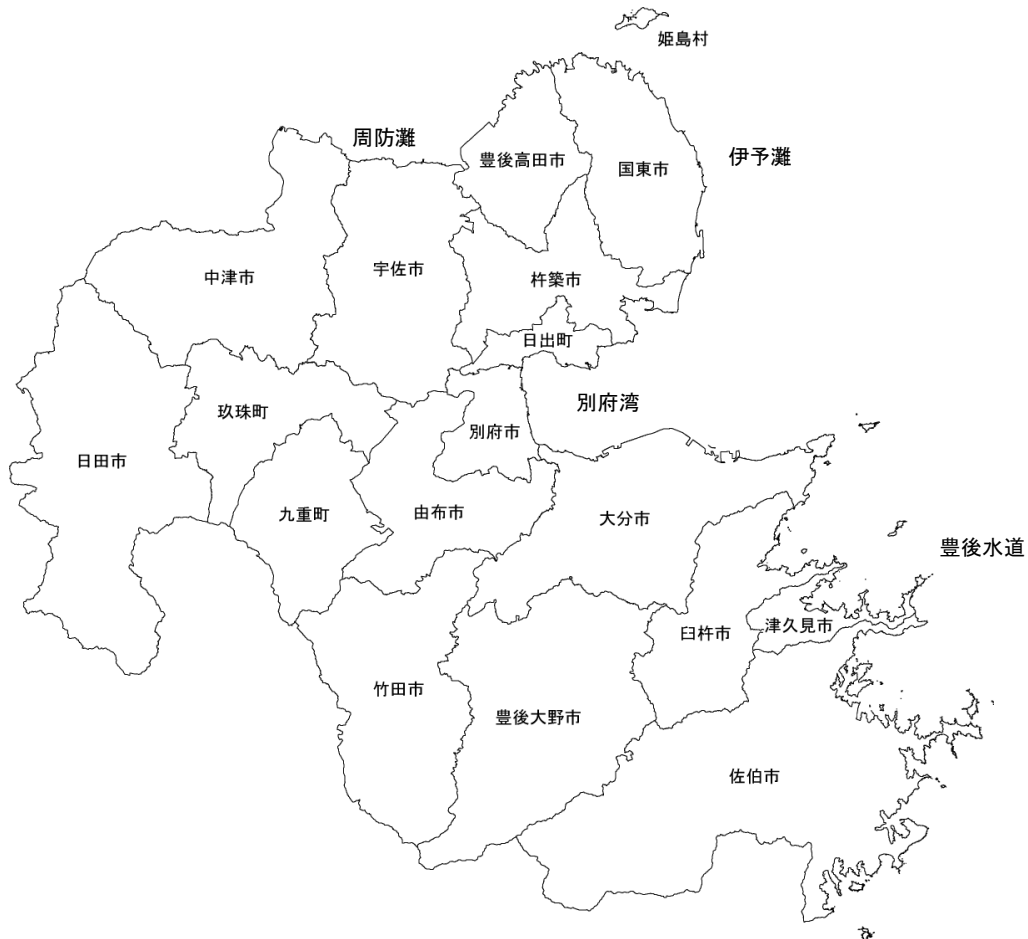 姫島村
周防灘
豊後高田市
国東市
伊予灘
中津市
宇佐市
杵築市
日出町
玖珠町
別府湾
別府市
日田市
九重町
由布市
大分市
豊後水道
臼杵市
津久見市
竹田市
豊後大野市
佐伯市